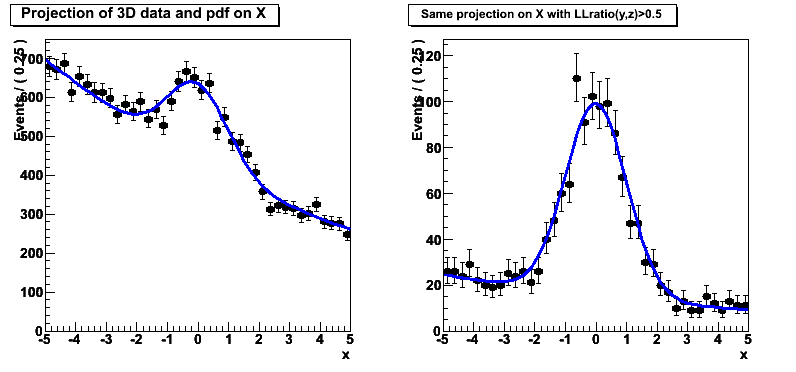 Projection of 3D data and pdf on X
Events / ( 0.25 )
700
600
500
400
300
200
100
0
-5 -4 -3 -2 -1 0 1 2 3 4 5
x
Same projection on X with LLratio(y,z)>0.5
Events / ( 0.25 )
120
100
80
60
40
20
0
-5 -4 -3 -2 -1 0 1 2 3 4 5
x